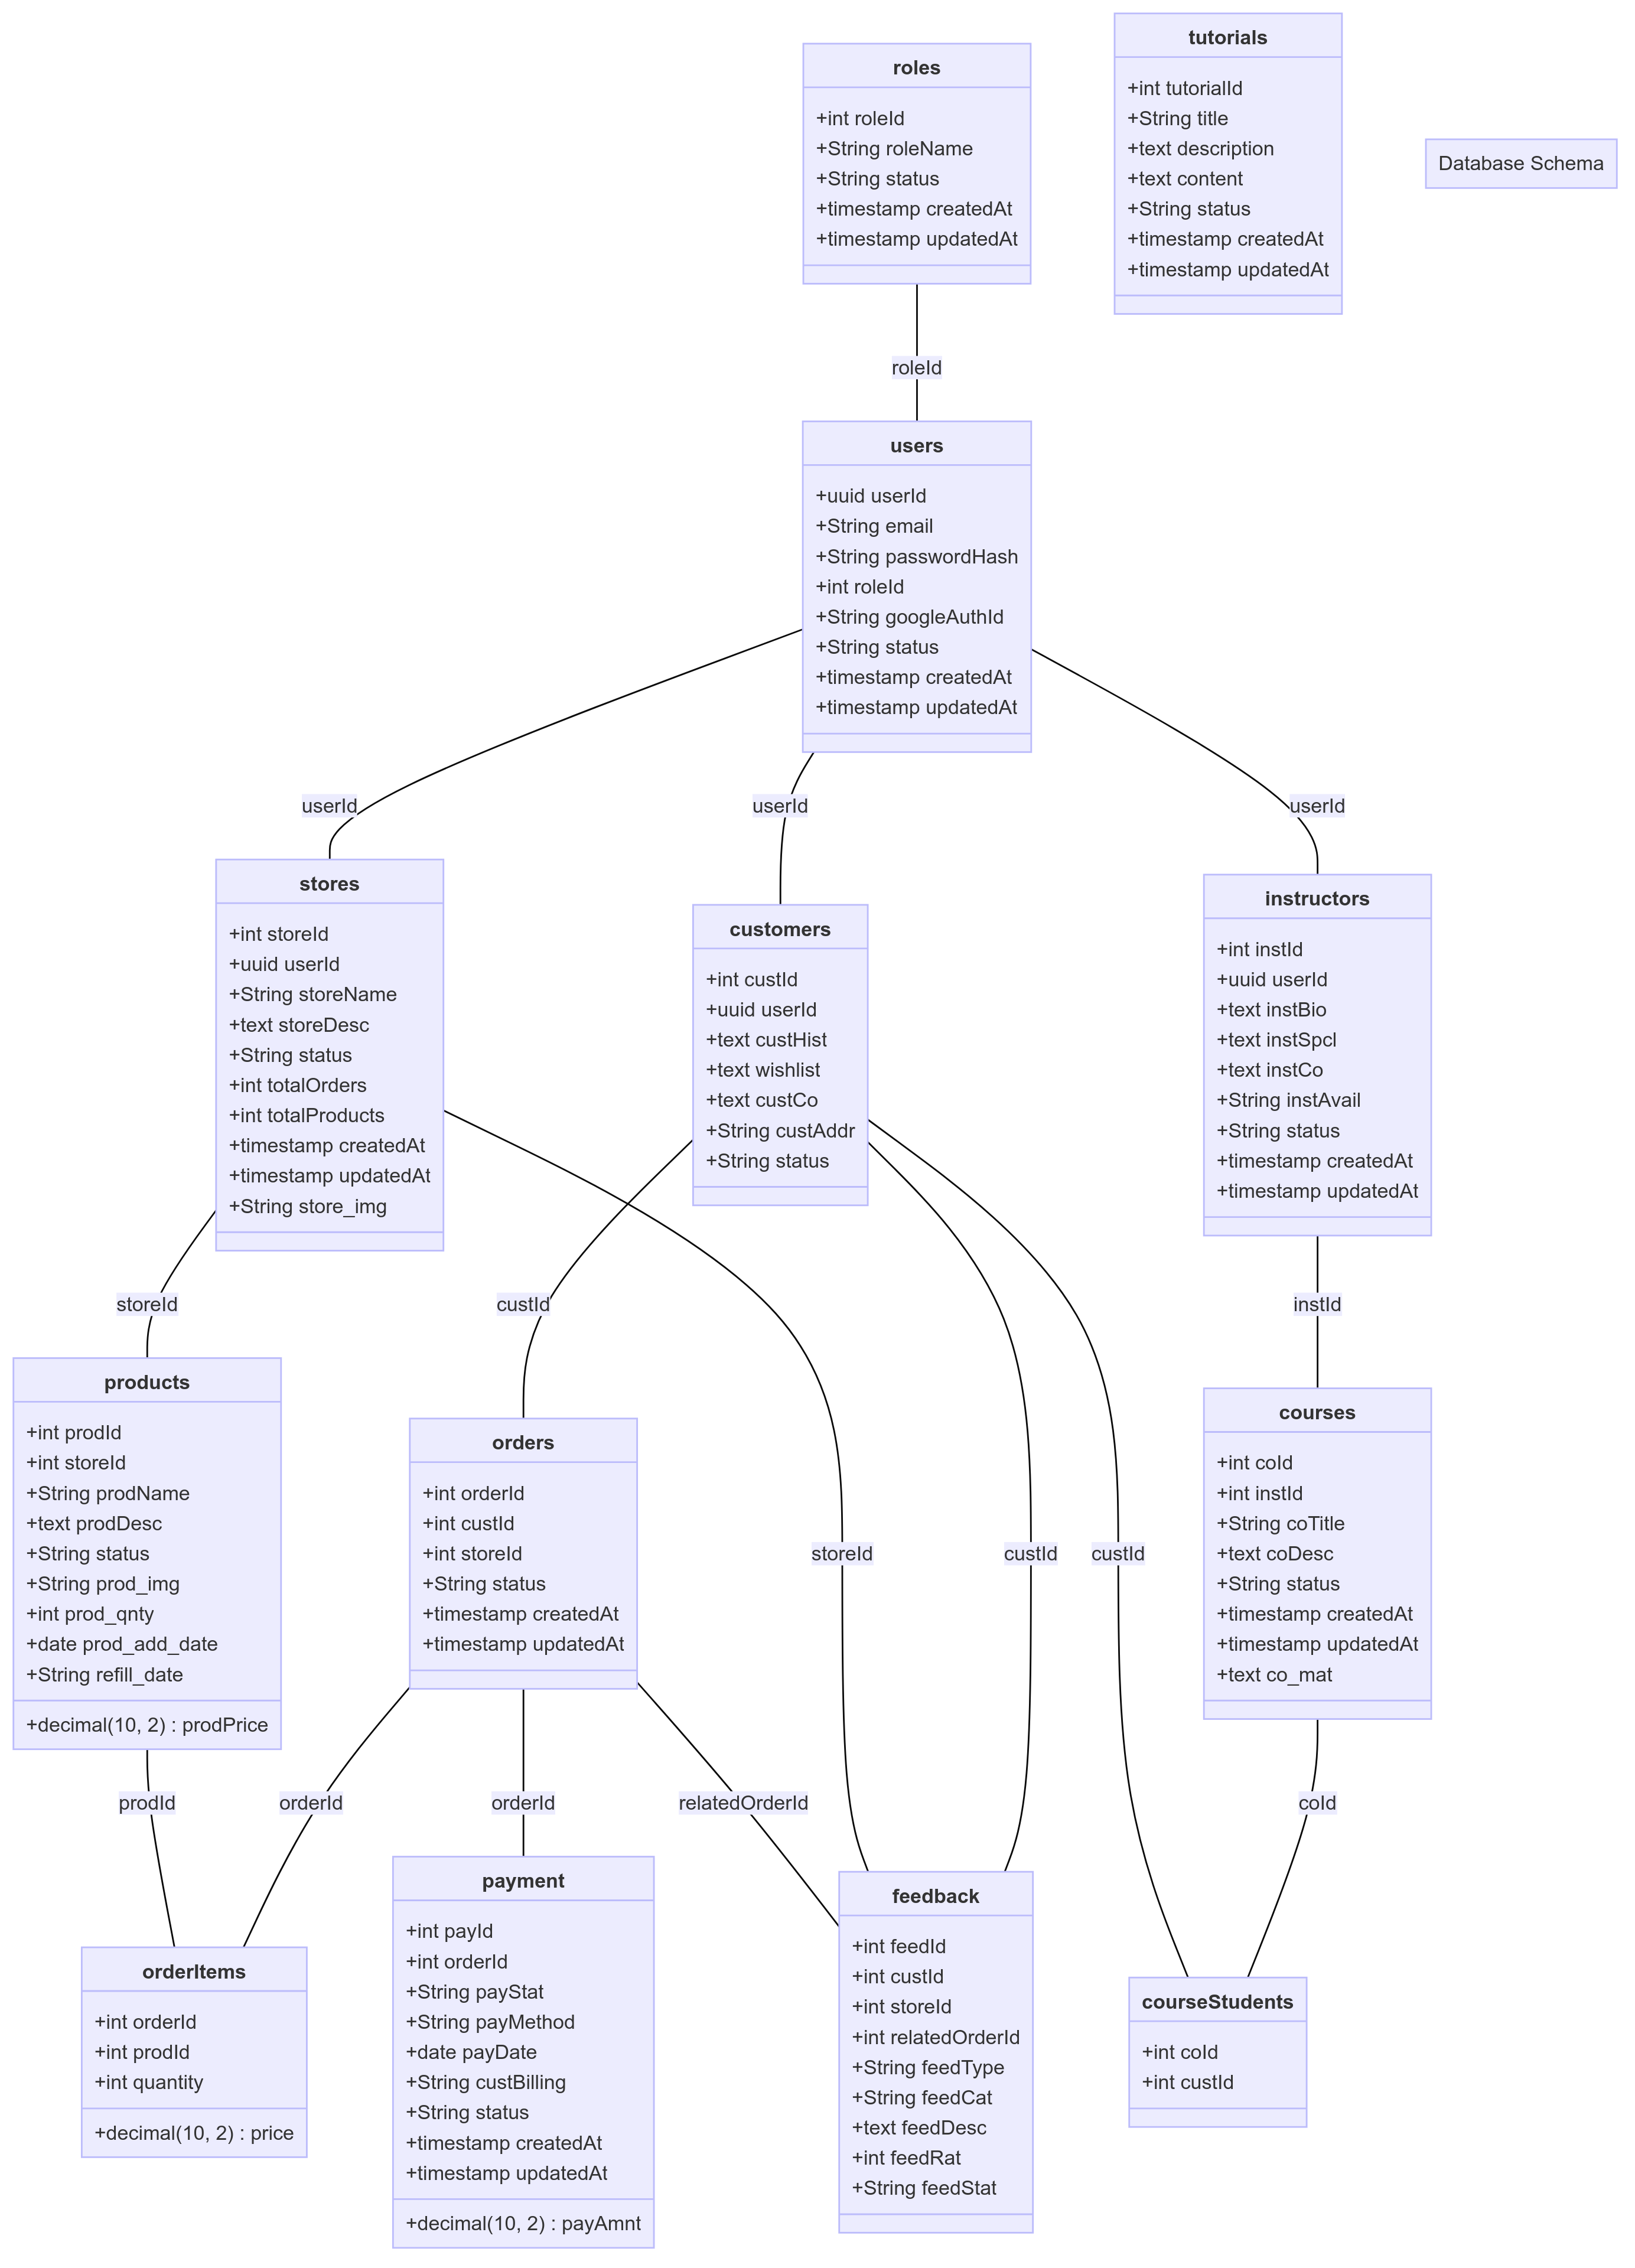 tutorials
+int tutorialId
+String title
+text description
+text content
+String status
+timestamp createdAt
+timestamp updatedAt
Database Schema
roles
+int roleId
+String roleName
+String status
+timestamp createdAt
+timestamp updatedAt
roleId
users
+uuid userId
+String email
+String passwordHash
+int roleId
+String googleAuthId
+String status
+timestamp createdAt
+timestamp updatedAt
userId
userId
userId
stores
+int storeId
+uuid userId
+String storeName
+text storeDesc
+String status
+int totalOrders
+int totalProducts
+timestamp createdAt
+timestamp updatedAt
+String store_img
customers
+int custId
+uuid userId
+text custHist
+text wishlist
+text custCo
+String custAddr
+String status
instructors
+int instId
+uuid userId
+text instBio
+text instSpcl
+text instCo
+String instAvail
+String status
+timestamp createdAt
+timestamp updatedAt
storeId
custId
instId
products
+int prodId
+int storeId
+String prodName
+text prodDesc
+String status
+String prod_img
+int prod_qnty
+date prod_add_date
+String refill_date
+decimal(10, 2) : prodPrice
orders
+int orderId
+int custId
+int storeId
+String status
+timestamp createdAt
+timestamp updatedAt
storeId
custId
custId
courses
+int coId
+int instId
+String coTitle
+text coDesc
+String status
+timestamp createdAt
+timestamp updatedAt
+text co_mat
prodId
orderId
orderId
relatedOrderId
coId
orderItems
+int orderId
+int prodId
+int quantity
+decimal(10, 2) : price
payment
+int payId
+int orderId
+String payStat
+String payMethod
+date payDate
+String custBilling
+String status
+timestamp createdAt
+timestamp updatedAt
+decimal(10, 2) : payAmnt
feedback
+int feedId
+int custId
+int storeId
+int relatedOrderId
+String feedType
+String feedCat
+text feedDesc
+int feedRat
+String feedStat
courseStudents
+int coId
+int custId